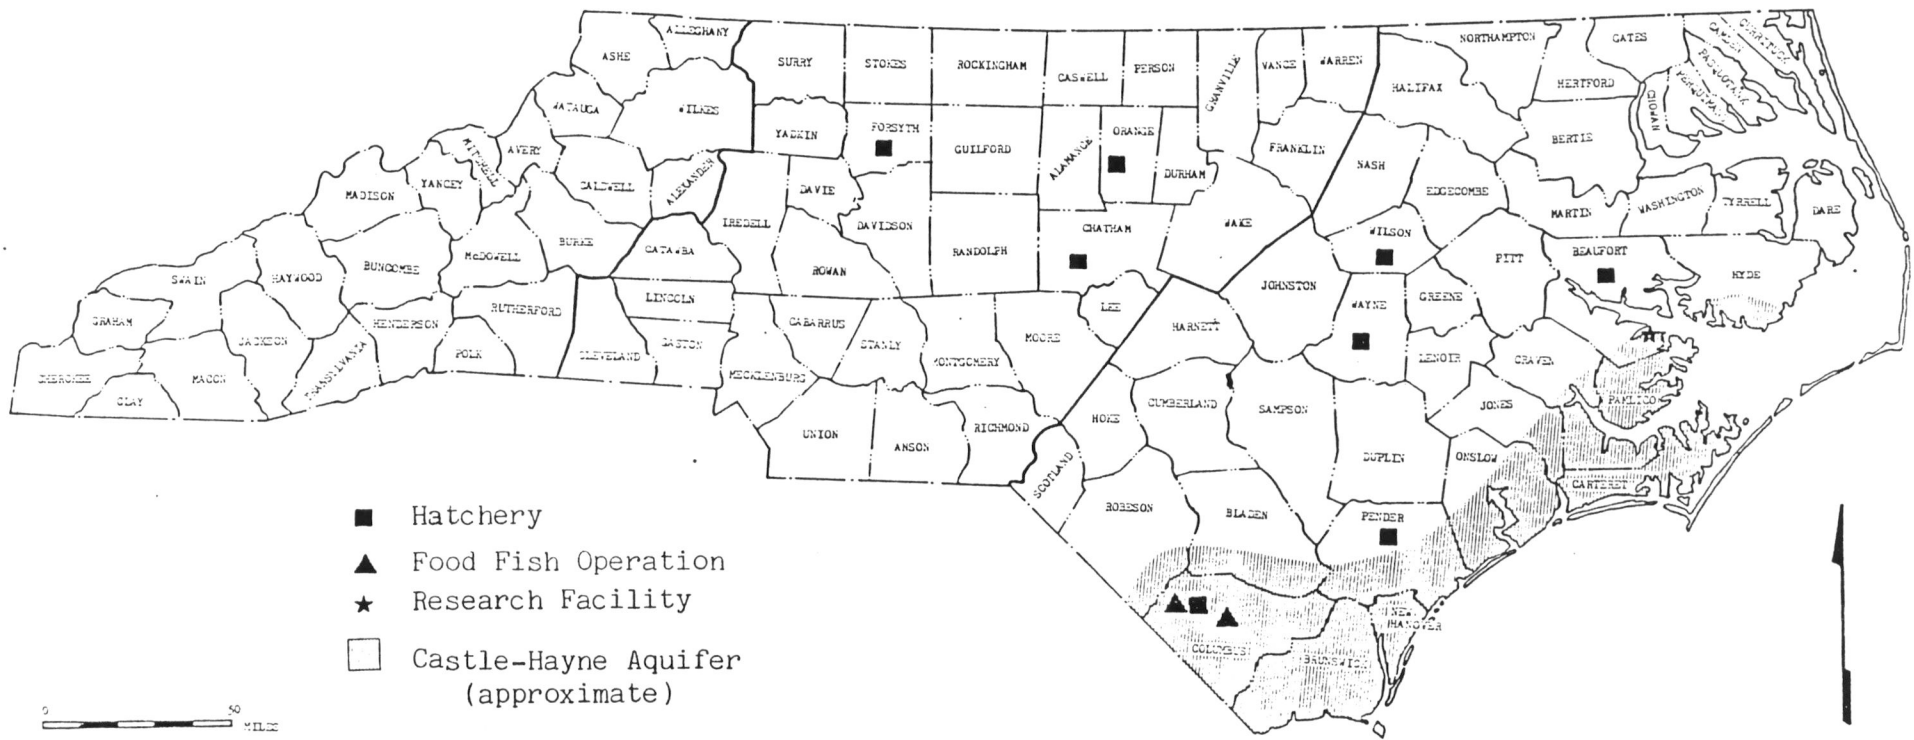 ALLEGHANY
NORTHAMPTON
GATES
CAMDEN
CURRITUCK
ASHE
SURRY
STOKES
ROCKINGHAM
CASWELL
PERSON
GRANVILLE
VANCE
WARREN
HALIFAX
HERTFORD
PASQUOTANK
PERQUIMANS
CHOWAN
WATAUGA
WILKES
YADKIN
FORSYTH
GUILFORD
ALAMANCE
ORANGE
DURHAM
FRANKLIN
NASH
EDGECOMBE
BERTIE
MITCHELL
AVERY
MADISON
YANCEY
CALDWELL
ALEXANDER
IREDELL
DAVIE
DAVIDSON
RANDOLPH
CHATHAM
WAKE
WILSON
MARTIN
WASHINGTON
TYRRELL
DARE
SWAIN
HAYWOOD
BUNCOMBE
McDOWELL
BURKE
CATAWBA
ROWAN
JOHNSTON
PITT
BEAUFORT
HYDE
GRAHAM
JACKSON
HENDERSON
RUTHERFORD
LINCOLN
CABARRUS
STANLY
MONTGOMERY
MOORE
LEE
HARNETT
WAYNE
GREENE
CHEROKEE
CLAY
MACON
TRANSYLVANIA
POLK
CLEVELAND
GASTON
MECKLENBURG
LENOIR
CRAVEN
PAMLICO
UNION
ANSON
RICHMOND
HOKE
CUMBERLAND
SAMPSON
JONES
SCOTLAND
DUPLIN
ONSLOW
CARTERET
ROBESON
BLADEN
PENDER
NEW
HANOVER
COLUMBUS
BRUNSWICK
Hatchery
Food Fish Operation
Research Facility
Castle-Hayne Aquifer
(approximate)
0 50
MILES